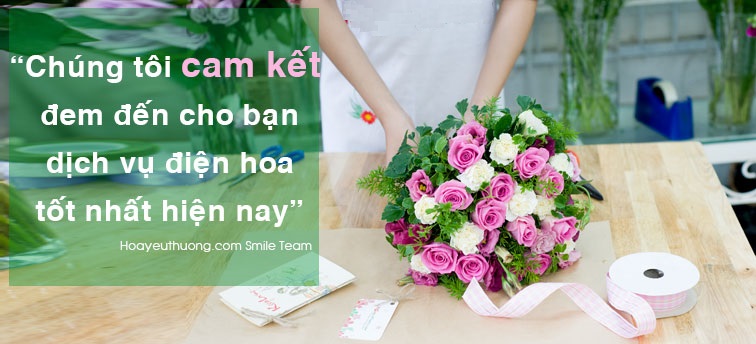 “Chúng tôi cam kết
đem đến cho bạn
dịch vụ điện hoa
tốt nhất hiện nay”
Hoayeuthuong.com Smile Team